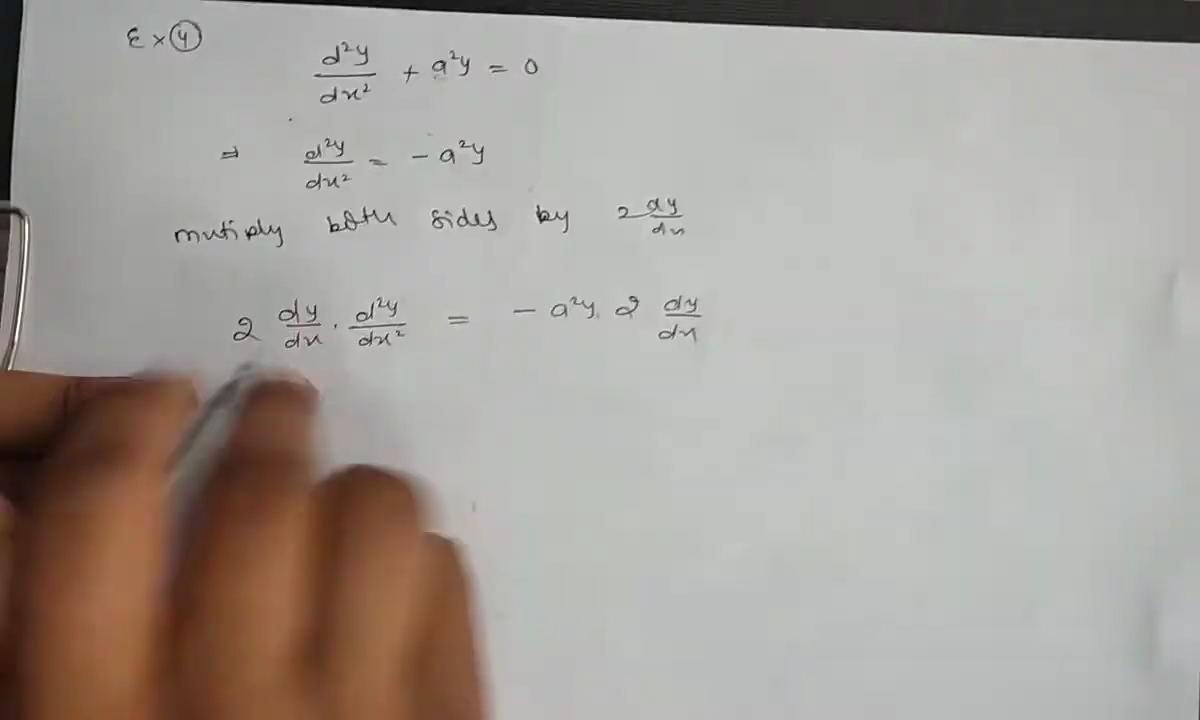 Ex ④
d²y/dx² + a²y = 0
⇒ d²y/dx² = - a²y
mutiply both sides by 2 dy/dx
2 dy/dx . d²y/dx² = - a²y. 2 dy/dx